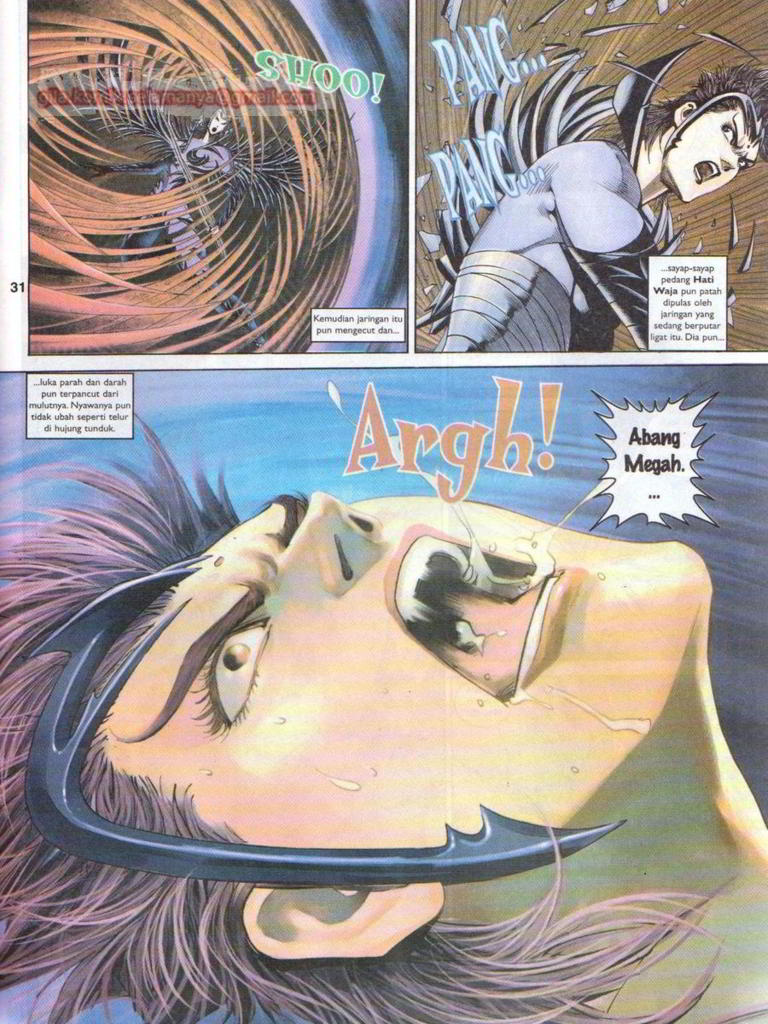 SHOO!
31
Kemudian jaringan itu
pun mengecut dan...
PANG...
PANG...
...sayap-sayap
pedang Hati
Waja pun patah
dipulas oleh
jaringan yang
sedang berputar
ligat itu. Dia pun...
...luka parah dan darah
pun terpancut dari
mulutnya. Nyawanya pun
tidak ubah seperti telur
di hujung tunduk.
Argh!
Abang
Megah.
...